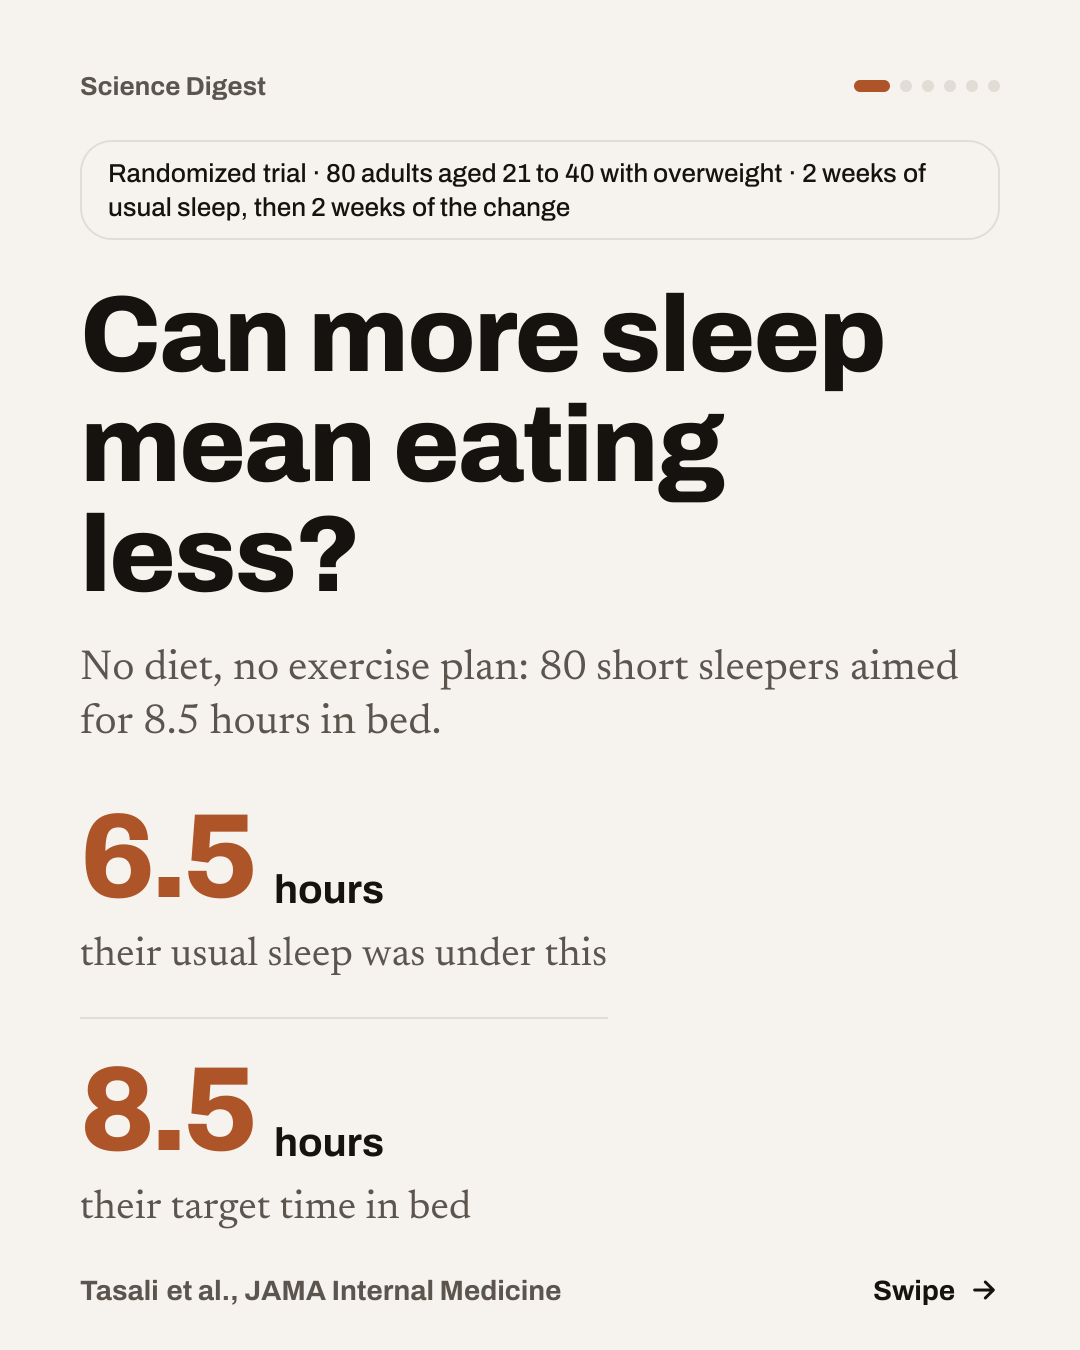 Science Digest
Randomized trial · 80 adults aged 21 to 40 with overweight · 2 weeks of
usual sleep, then 2 weeks of the change
Can more sleep
mean eating
less?
No diet, no exercise plan: 80 short sleepers aimed
for 8.5 hours in bed.
6.5 hours
their usual sleep was under this
8.5 hours
their target time in bed
Tasali et al., JAMA Internal Medicine
Swipe →